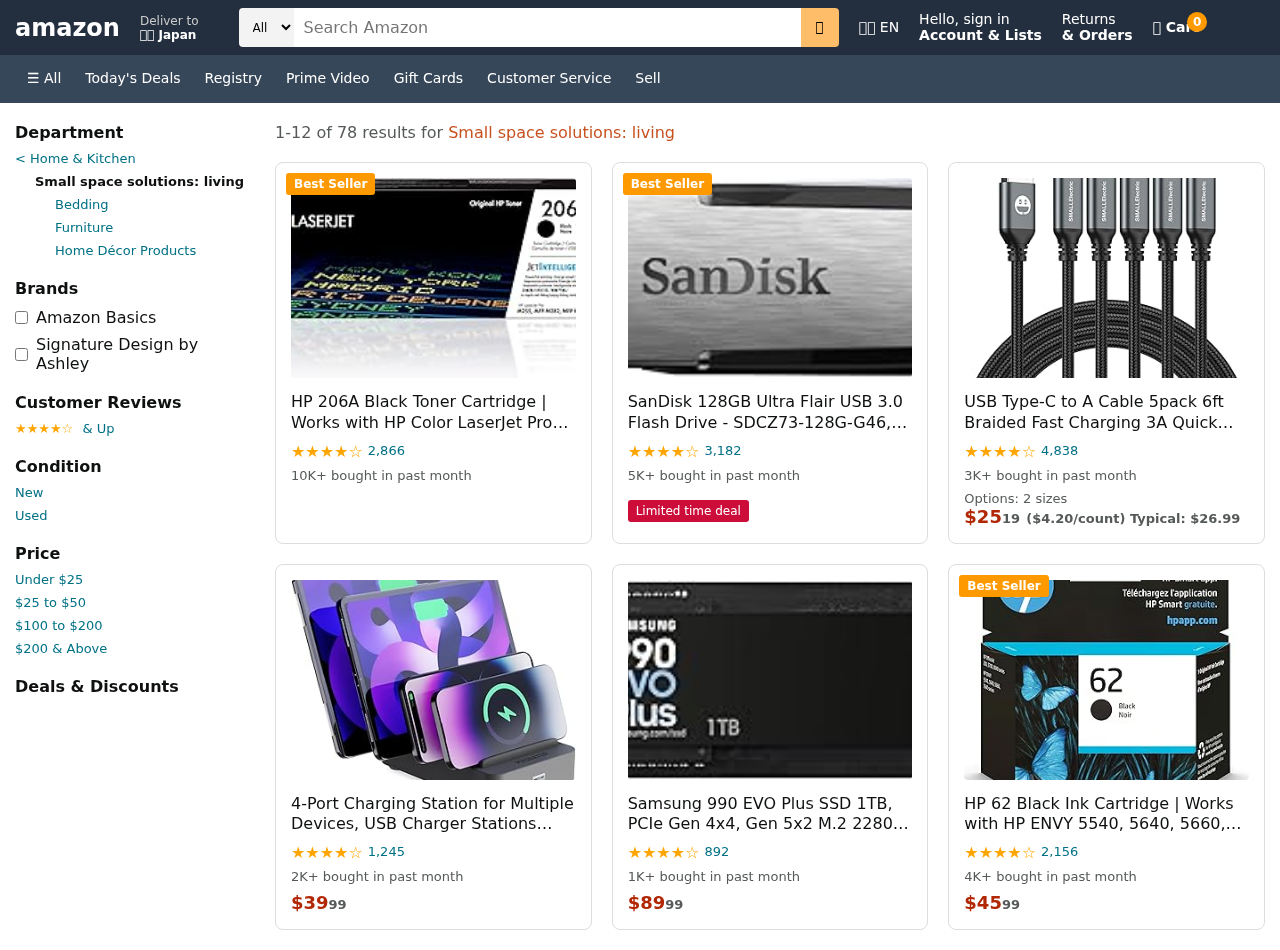 amazon
Deliver to
Japan
All
Search Amazon
EN
Hello, sign in
Account & Lists
Returns
& Orders
0
☰ All
Today's Deals
Registry
Prime Video
Gift Cards
Customer Service
Sell
Department
< Home & Kitchen
Small space solutions: living
Bedding
Furniture
Home Décor Products
Brands
Amazon Basics
Signature Design by
Ashley
Customer Reviews
★★★★☆ & Up
Condition
New
Used
Price
Under $25
$25 to $50
$100 to $200
$200 & Above
Deals & Discounts
1-12 of 78 results for Small space solutions: living
Best Seller
LASERJET
Original HP Toner
206
Black
Noir
HP 206A Black Toner Cartridge |
Works with HP Color LaserJet Pro…
★★★★☆ 2,866
10K+ bought in past month
Best Seller
SanDisk
SanDisk 128GB Ultra Flair USB 3.0
Flash Drive - SDCZ73-128G-G46,…
★★★★☆ 3,182
5K+ bought in past month
Limited time deal
SMALLElectric
SMALLElectric
SMALLElectric
SMALLElectric
SMALLElectric
USB Type-C to A Cable 5pack 6ft
Braided Fast Charging 3A Quick…
★★★★☆ 4,838
3K+ bought in past month
Options: 2 sizes
$25 19 ($4.20/count) Typical: $26.99
4-Port Charging Station for Multiple
Devices, USB Charger Stations…
★★★★☆ 1,245
2K+ bought in past month
$39 99
1TB
Samsung 990 EVO Plus SSD 1TB,
PCIe Gen 4x4, Gen 5x2 M.2 2280…
★★★★☆ 892
1K+ bought in past month
$89 99
Best Seller
Téléchargez l'application
HP Smart gratuite.
hpapp.com
62
Black
Noir
HP 62 Black Ink Cartridge | Works
with HP ENVY 5540, 5640, 5660,…
★★★★☆ 2,156
4K+ bought in past month
$45 99